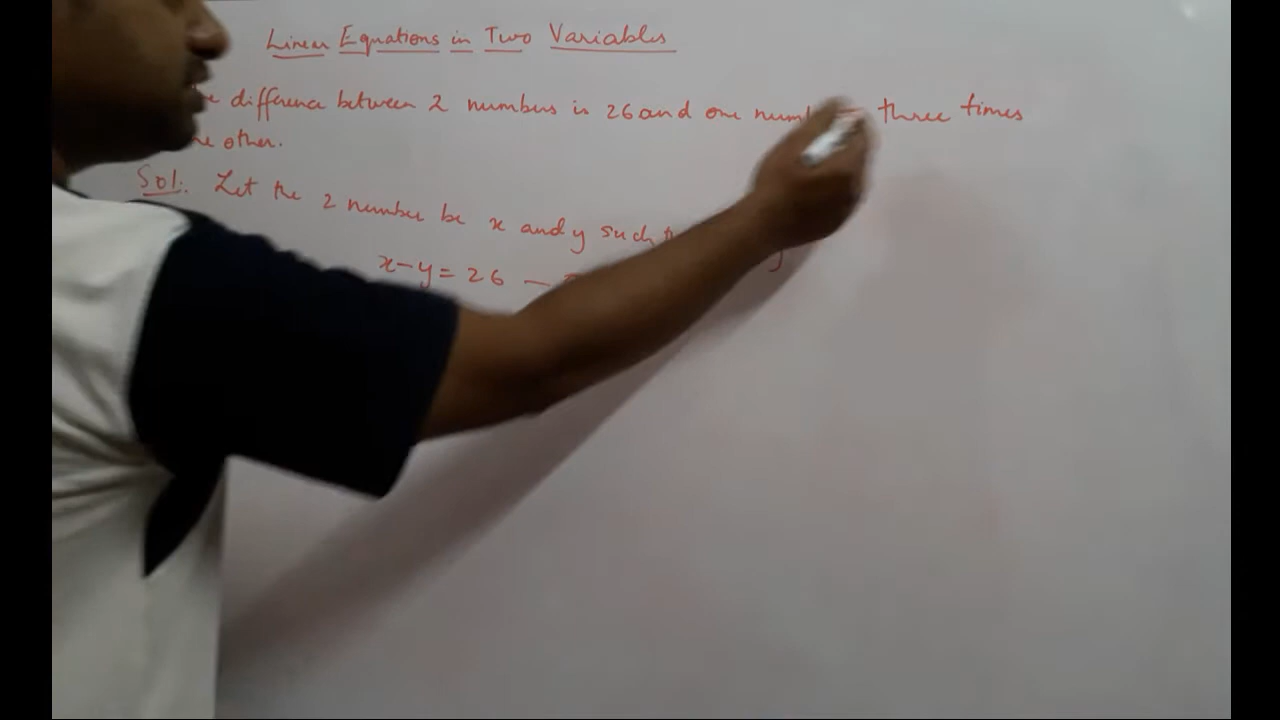 Linear Equations in Two Variables
difference between 2 numbers is 26 and one three times
other.
Sol: Let the 2 number be x and y such
x-y = 26 —